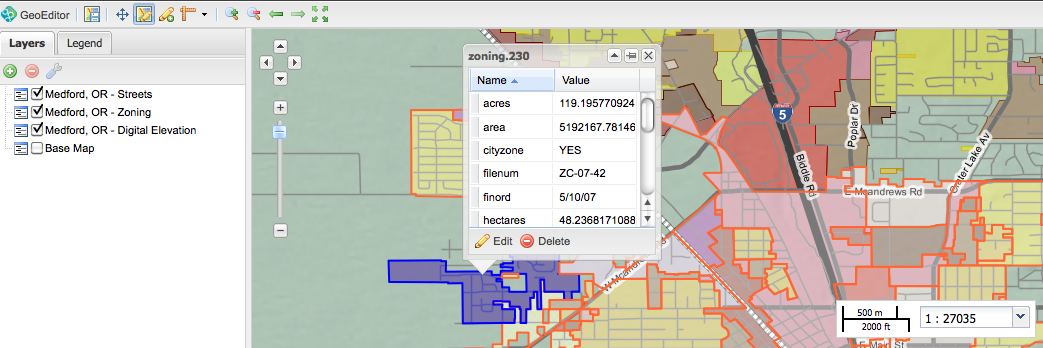 GeoEditor
Layers
Legend
Medford, OR - Streets
Medford, OR - Zoning
Medford, OR - Digital Elevation
Base Map
zoning.230
Name Value
acres 119.195770924
area 5192167.78146
cityzone YES
filenum ZC-07-42
finord 5/10/07
hectares 48.2368171088
Edit Delete
5
Biddle Rd
Poplar Dr
Crater Lake Av
E Mcandrews Rd
W Mcandre
E Main St
500 m
2000 ft
1 : 27035